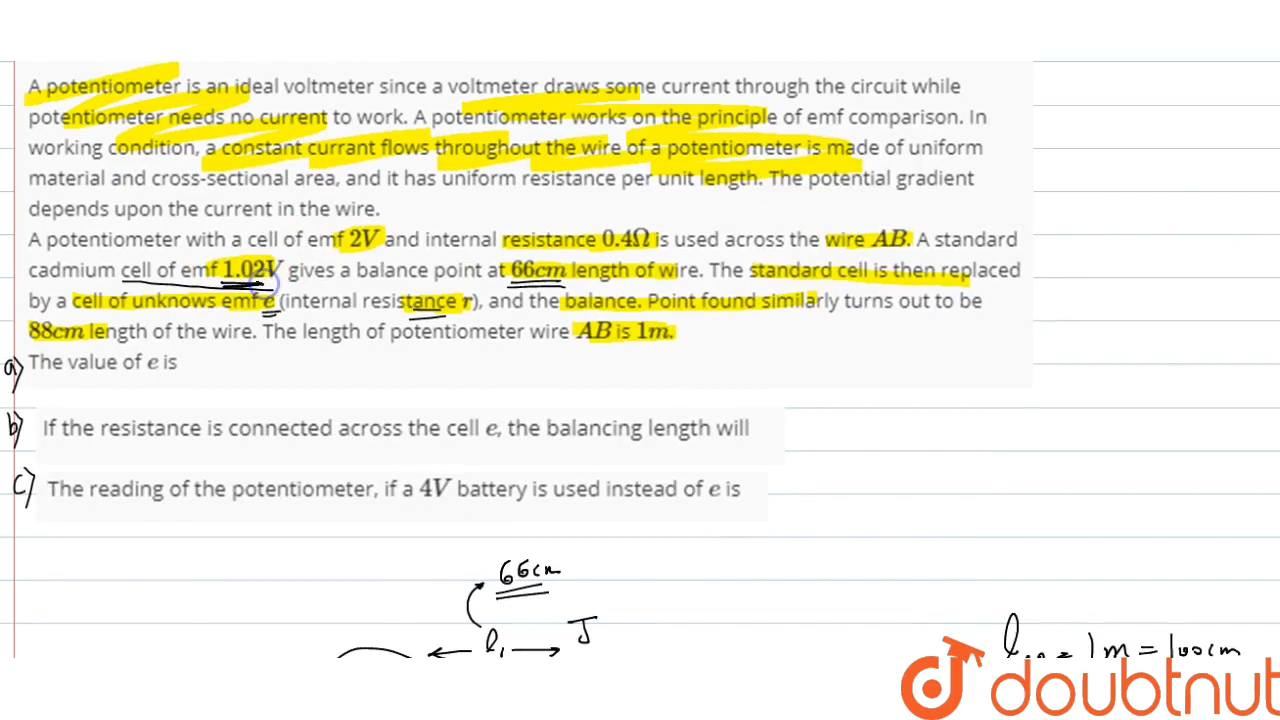 A potentiometer is an ideal voltmeter since a voltmeter draws some current through the circuit while
potentiometer needs no current to work. A potentiometer works on the principle of emf comparison. In
working condition, a constant currant flows throughout the wire of a potentiometer is made of uniform
material and cross-sectional area, and it has uniform resistance per unit length. The potential gradient
depends upon the current in the wire.
A potentiometer with a cell of emf 2V and internal resistance 0.4Ω is used across the wire AB. A standard
cadmium cell of emf 1.02V gives a balance point at 66cm length of wire. The standard cell is then replaced
by a cell of unknows emf e (internal resistance r), and the balance. Point found similarly turns out to be
88cm length of the wire. The length of potentiometer wire AB is 1m.
a) The value of e is
b) If the resistance is connected across the cell e, the balancing length will
c) The reading of the potentiometer, if a 4V battery is used instead of e is
66cm
l₁ J
= 1m = 100cm
doubtnut